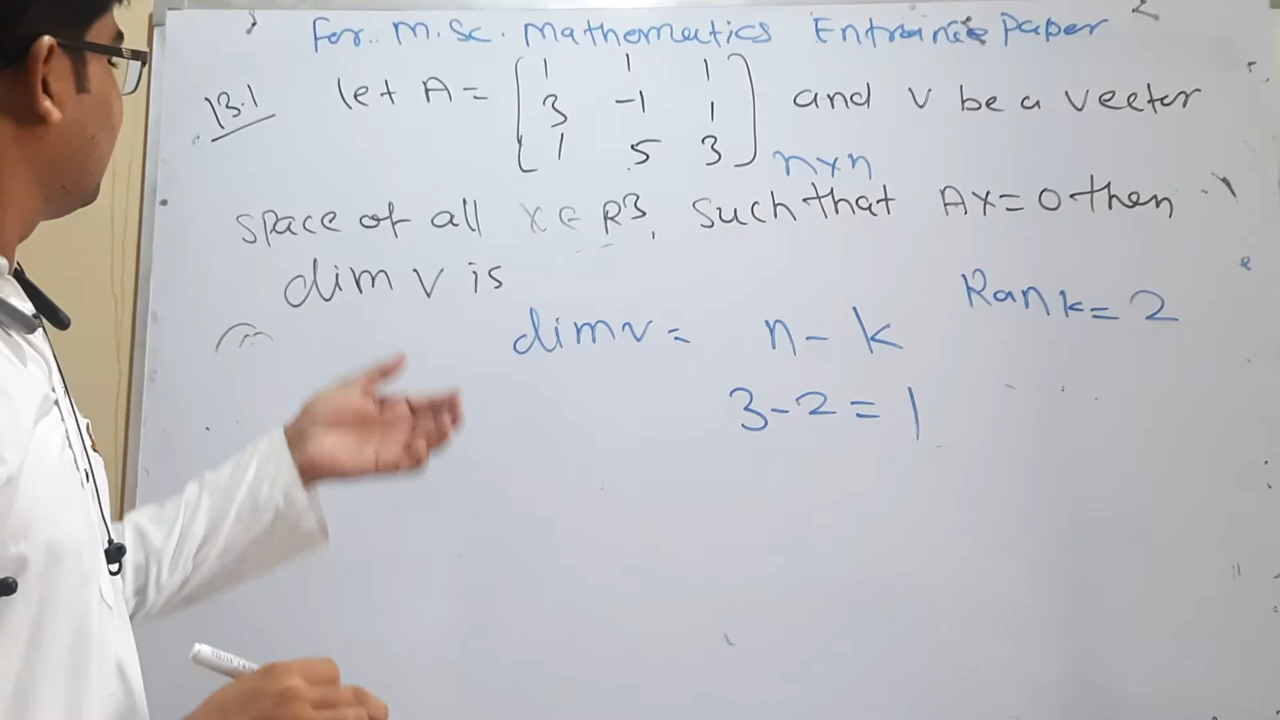 For M.Sc. Mathematics Entrance Paper
13.1 let A = [ 1 1 1
3 -1 1
1 5 3 ] and V be a vector
n×n
space of all X ∈ R3, such that AX=0 then
dim V is
Rank = 2
dim v = n - k
3-2 = 1